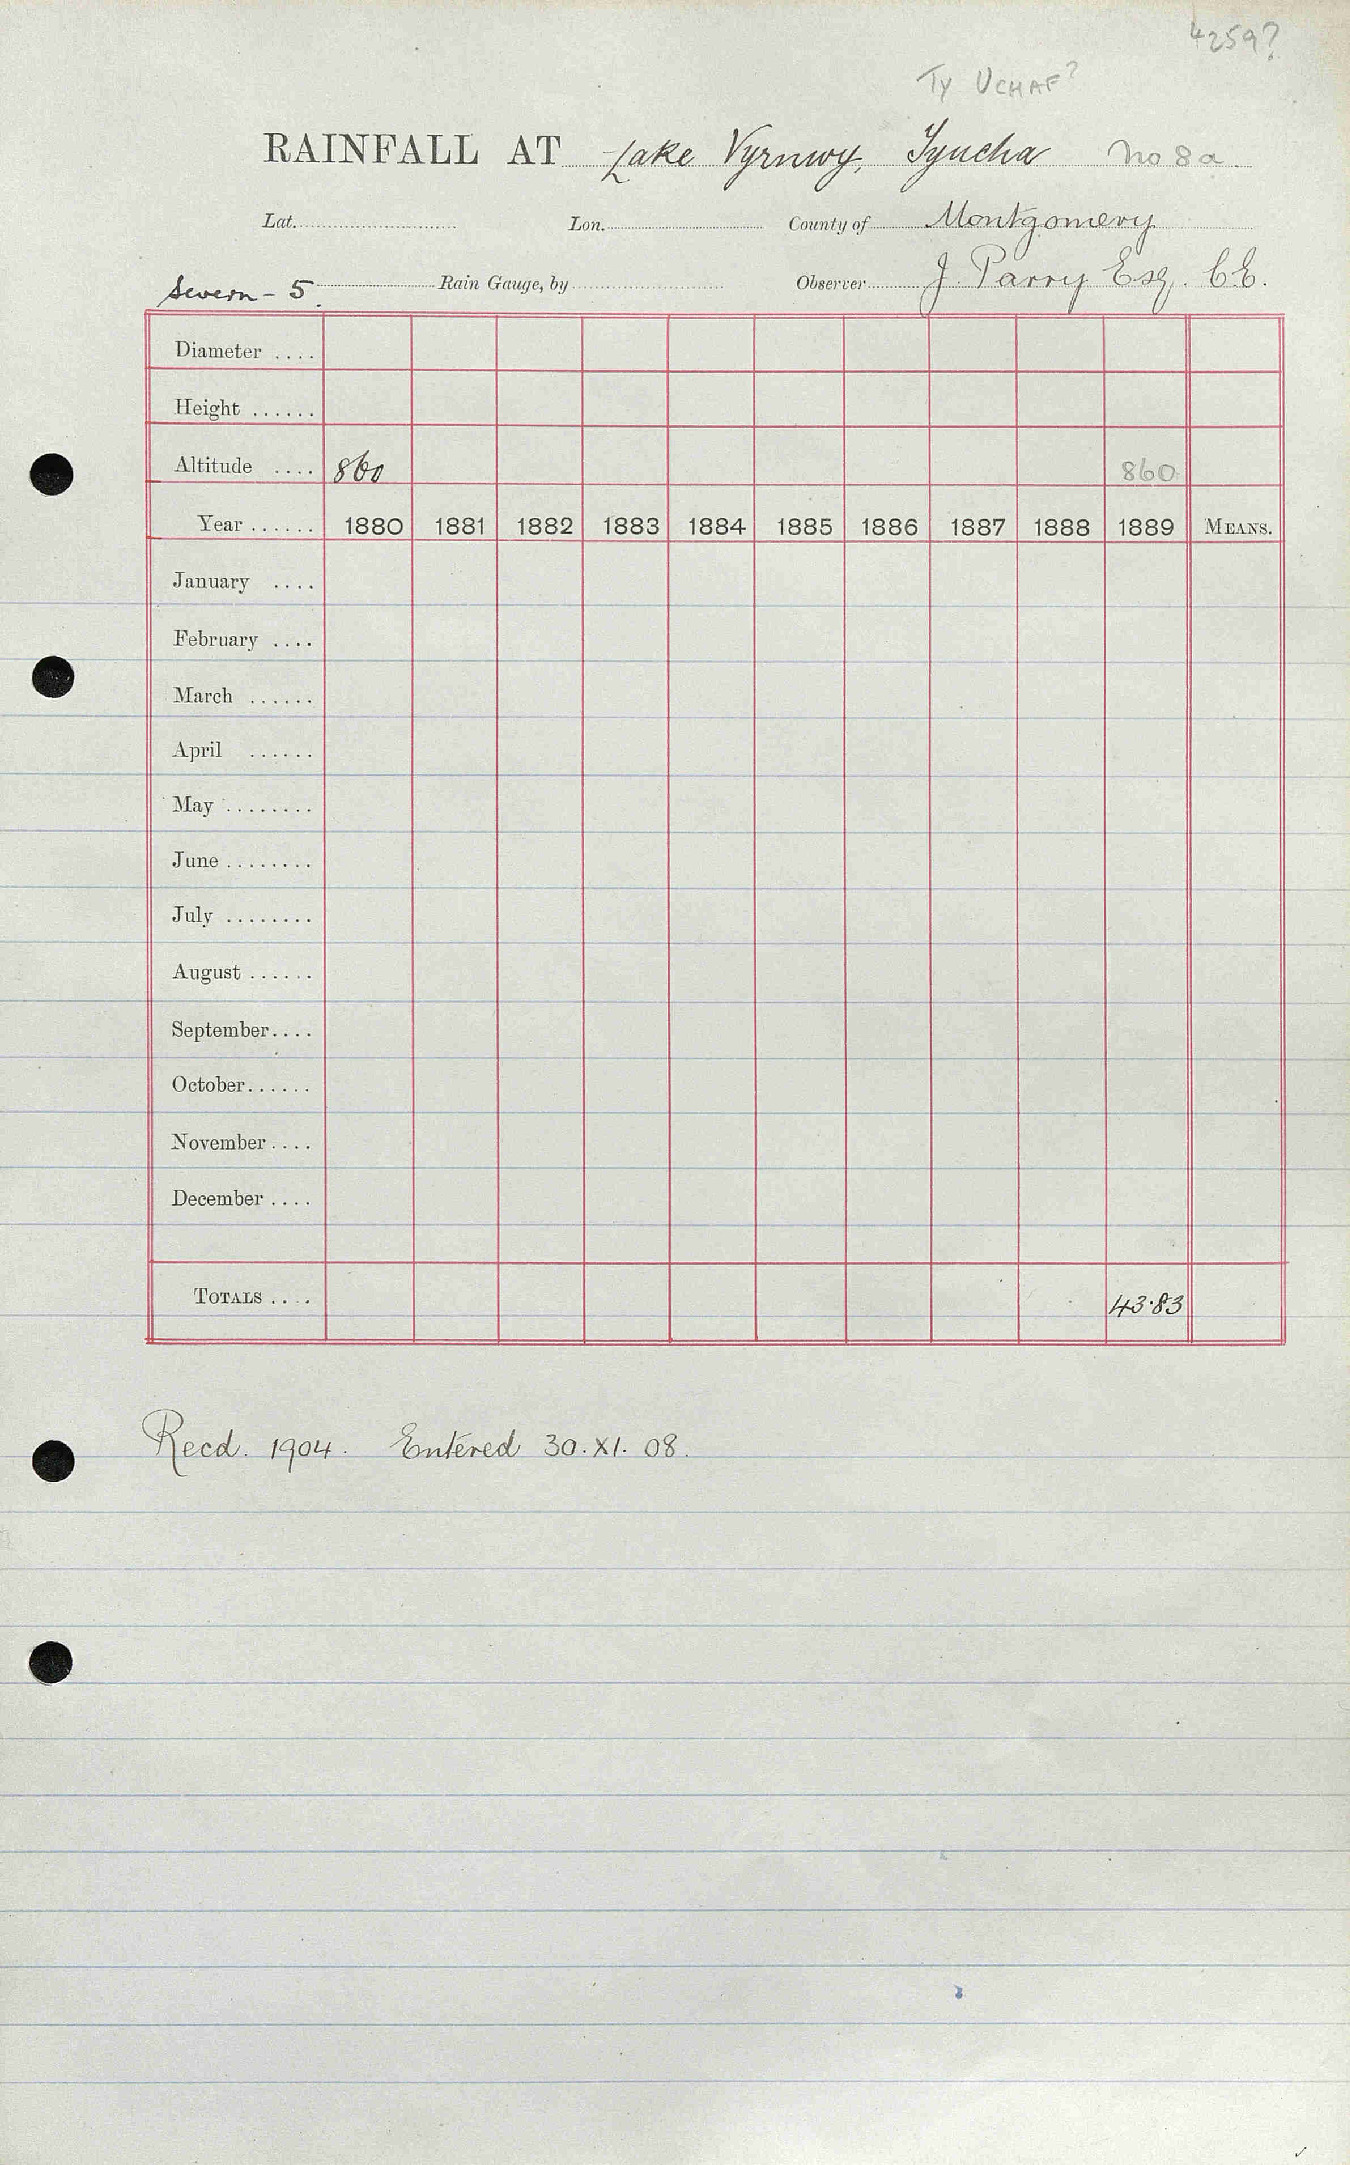 4259?
Ty Uchaf?
RAINFALL AT Lake Vyrnwy, Tyucha No 8a
Lat. Lon. County of Montgomery
Severn - 5. Rain Gauge, by Observer J. Parry Esq. C.E.
Diameter ....
Height ......
Altitude .... 860 860
Year ...... 1880 1881 1882 1883 1884 1885 1886 1887 1888 1889 MEANS.
January ....
February ....
March ......
April ......
May ........
June ........
July ........
August ......
September....
October......
November....
December ....
TOTALS .... 43.83
Recd. 1904. Entered 30.XI.08.